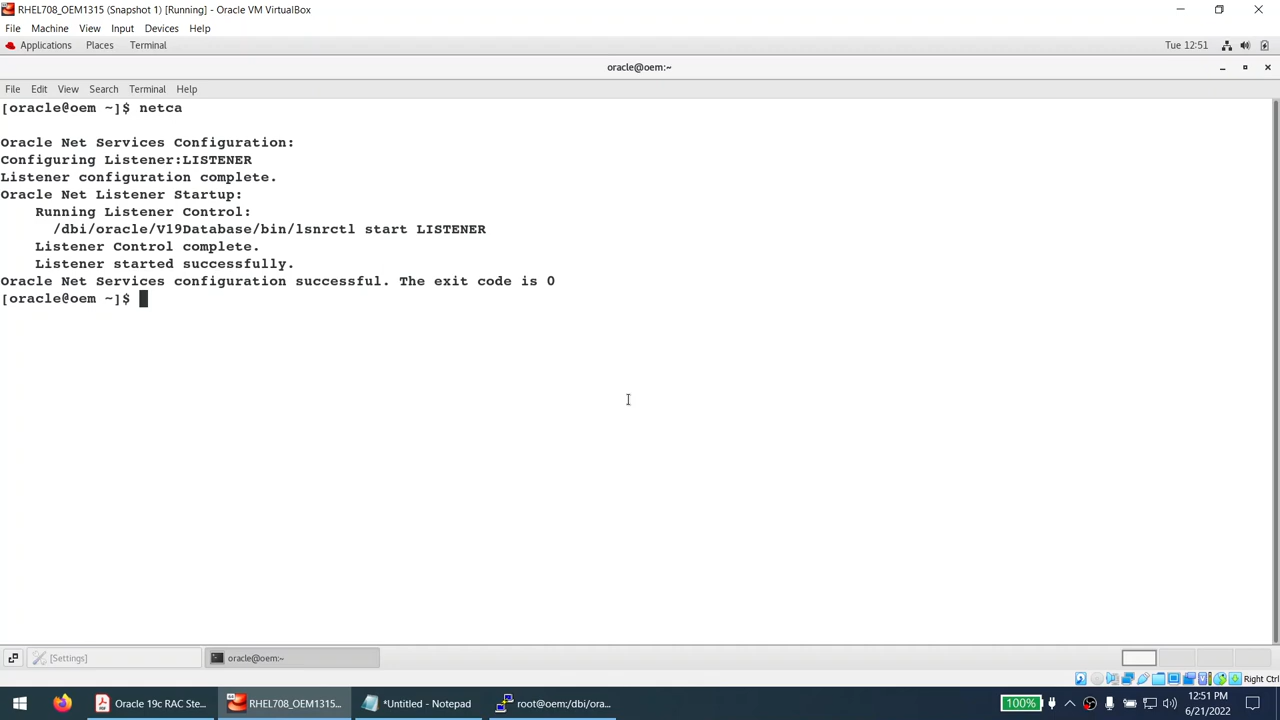 RHEL708_OEM1315 (Snapshot 1) [Running] - Oracle VM VirtualBox
File Machine View Input Devices Help
Applications Places Terminal Tue 12:51
oracle@oem:~
File Edit View Search Terminal Help
[oracle@oem ~]$ netca
Oracle Net Services Configuration:
Configuring Listener:LISTENER
Listener configuration complete.
Oracle Net Listener Startup:
Running Listener Control:
/dbi/oracle/V19Database/bin/lsnrctl start LISTENER
Listener Control complete.
Listener started successfully.
Oracle Net Services configuration successful. The exit code is 0
[oracle@oem ~]$
[Settings] oracle@oem:~
Right Ctrl
Oracle 19c RAC Ste... RHEL708_OEM1315... *Untitled - Notepad root@oem:/dbi/ora... 100% 12:51 PM
6/21/2022